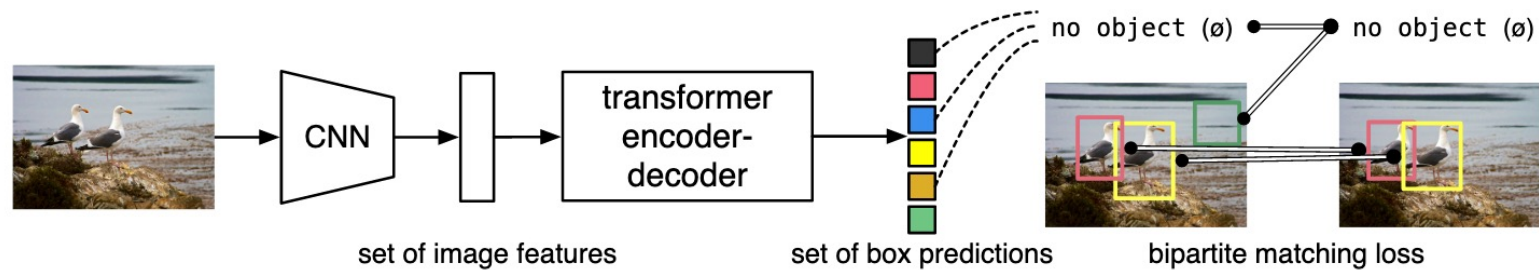 no object (ø)
no object (ø)
CNN
transformer
encoder-
decoder
set of image features
set of box predictions
bipartite matching loss